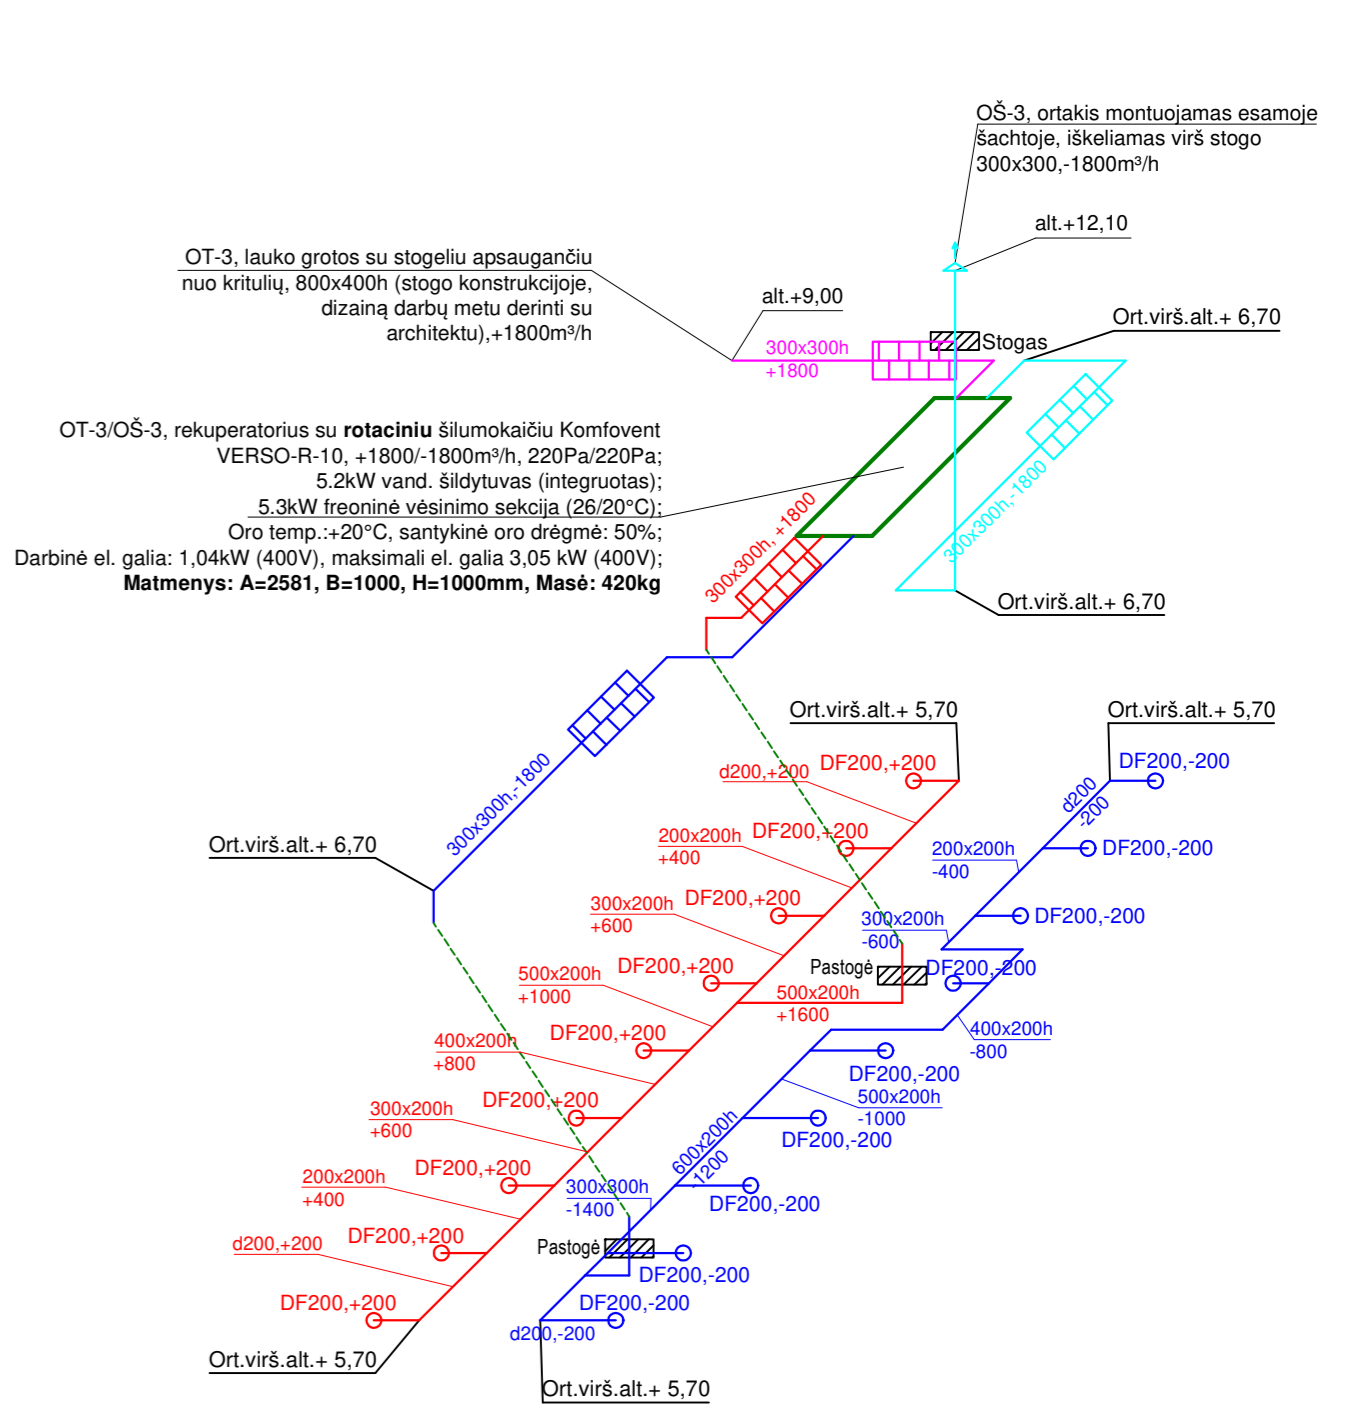 OŠ-3, ortakis montuojamas esamoje
šachtoje, iškeliamas virš stogo
300x300,-1800m³/h
alt.+12,10
OT-3, lauko grotos su stogeliu apsaugančiu
nuo kritulių, 800x400h (stogo konstrukcijoje,
dizainą darbų metu derinti su
architektu),+1800m³/h
alt.+9,00
Ort.virš.alt.+ 6,70
Stogas
300x300h
+1800
OT-3/OŠ-3, rekuperatorius su rotaciniu šilumokaičiu Komfovent
VERSO-R-10, +1800/-1800m³/h, 220Pa/220Pa;
5.2kW vand. šildytuvas (integruotas);
5.3kW freoninė vėsinimo sekcija (26/20°C);
Oro temp.:+20°C, santykinė oro drėgmė: 50%;
Darbinė el. galia: 1,04kW (400V), maksimali el. galia 3,05 kW (400V);
Matmenys: A=2581, B=1000, H=1000mm, Masė: 420kg
300x300h, +1800
300x300h,-1800
Ort.virš.alt.+ 6,70
Ort.virš.alt.+ 5,70
Ort.virš.alt.+ 5,70
300x300h,-1800
DF200,+200
d200,+200
DF200,-200
d200
-200
Ort.virš.alt.+ 6,70
DF200,+200
200x200h
+400
200x200h
-400
DF200,-200
DF200,+200
300x200h
+600
300x200h
-600
DF200,-200
DF200,+200
500x200h
+1000
Pastogė
DF200,-200
500x200h
+1600
DF200,+200
400x200h
+800
400x200h
-800
DF200,-200
500x200h
-1000
DF200,+200
300x200h
+600
DF200,-200
600x200h
-1200
DF200,+200
200x200h
+400
300x300h
-1400
DF200,-200
DF200,+200
d200,+200
Pastogė
DF200,-200
DF200,+200
DF200,-200
d200,-200
Ort.virš.alt.+ 5,70
Ort.virš.alt.+ 5,70